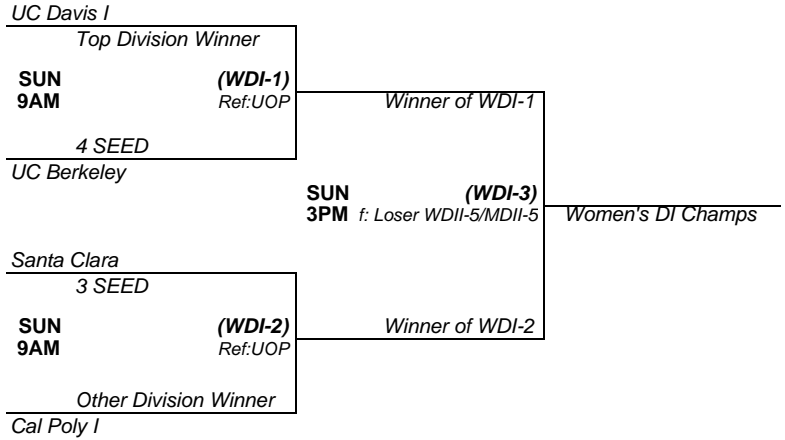 UC Davis I
Top Division Winner
SUN (WDI-1)
9AM Ref:UOP
Winner of WDI-1
4 SEED
UC Berkeley
SUN (WDI-3)
3PM f: Loser WDII-5/MDII-5
Women's DI Champs
Santa Clara
3 SEED
SUN (WDI-2)
9AM Ref:UOP
Winner of WDI-2
Other Division Winner
Cal Poly I